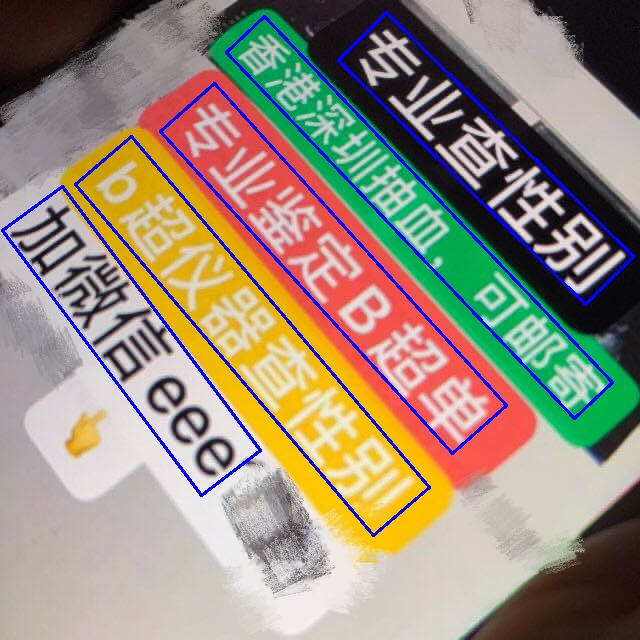 专业查性别
香港深圳抽血，可邮寄
专业鉴定B超单
b超仪器查性别
加微信eee